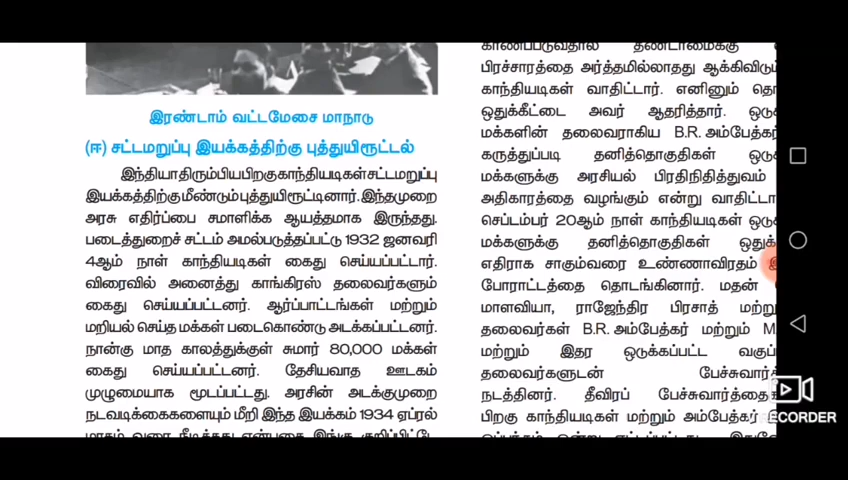 இரண்டாம் வட்டமேசை மாநாடு
(ஈ) சட்டமறுப்பு இயக்கத்திற்கு புத்துயிரூட்டல்
இந்தியாதிரும்பியபிறகுகாந்தியடிகள்சட்டமறுப்பு
இயக்கத்திற்குமீண்டும்புத்துயிரூட்டினார்.இந்தமுறை
அரசு எதிர்ப்பை சமாளிக்க ஆயத்தமாக இருந்தது.
படைத்துறைச் சட்டம் அமல்படுத்தப்பட்டு 1932 ஜனவரி
4ஆம் நாள் காந்தியடிகள் கைது செய்யப்பட்டார்.
விரைவில் அனைத்து காங்கிரஸ் தலைவர்களும்
கைது செய்யப்பட்டனர். ஆர்ப்பாட்டங்கள் மற்றும்
மறியல் செய்த மக்கள் படைகொண்டு அடக்கப்பட்டனர்.
நான்கு மாத காலத்துக்குள் சுமார் 80,000 மக்கள்
கைது செய்யப்பட்டனர். தேசியவாத ஊடகம்
முழுமையாக மூடப்பட்டது. அரசின் அடக்குமுறை
நடவடிக்கைகளையும் மீறி இந்த இயக்கம் 1934 ஏப்ரல்
மாதம் வரை நீடித்தது என்பதை இங்கு
காணப்படுவதால் தீண்டாமைக்கு
பிரச்சாரத்தை அர்த்தமில்லாதது ஆக்கிவிடும்
காந்தியடிகள் வாதிட்டார். எனினும்
ஒதுக்கீட்டை அவர் ஆதரித்தார்.
மக்களின் தலைவராகிய B.R. அம்பேத்கர்
கருத்துப்படி தனித்தொகுதிகள்
மக்களுக்கு அரசியல் பிரதிநிதித்துவம்
அதிகாரத்தை வழங்கும் என்று வாதிட்டா
செப்டம்பர் 20ஆம் நாள் காந்தியடிகள்
மக்களுக்கு தனித்தொகுதிகள்
எதிராக சாகும்வரை உண்ணாவிரதம்
போராட்டத்தை தொடங்கினார். மதன்
மாளவியா, ராஜேந்திர பிரசாத்
தலைவர்கள் B.R. அம்பேத்கர் மற்றும்
மற்றும் இதர ஒடுக்கப்பட்ட
தலைவர்களுடன்
நடத்தினர். தீவிரப்
பிறகு காந்தியடிகள் மற்றும் அம்பேத்கர்
RECORDER